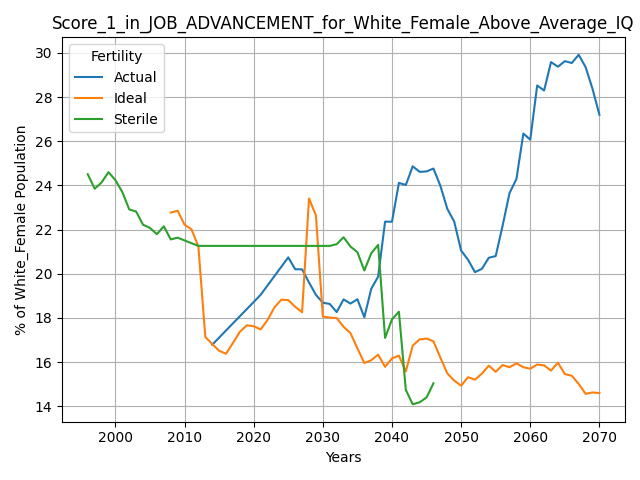 Score_1_in_JOB_ADVANCEMENT_for_White_Female_Above_Average_IQ
Fertility
Actual
Ideal
Sterile
% of White_Female Population
30
28
26
24
22
20
18
16
14
2000
2010
2020
2030
2040
2050
2060
2070
Years